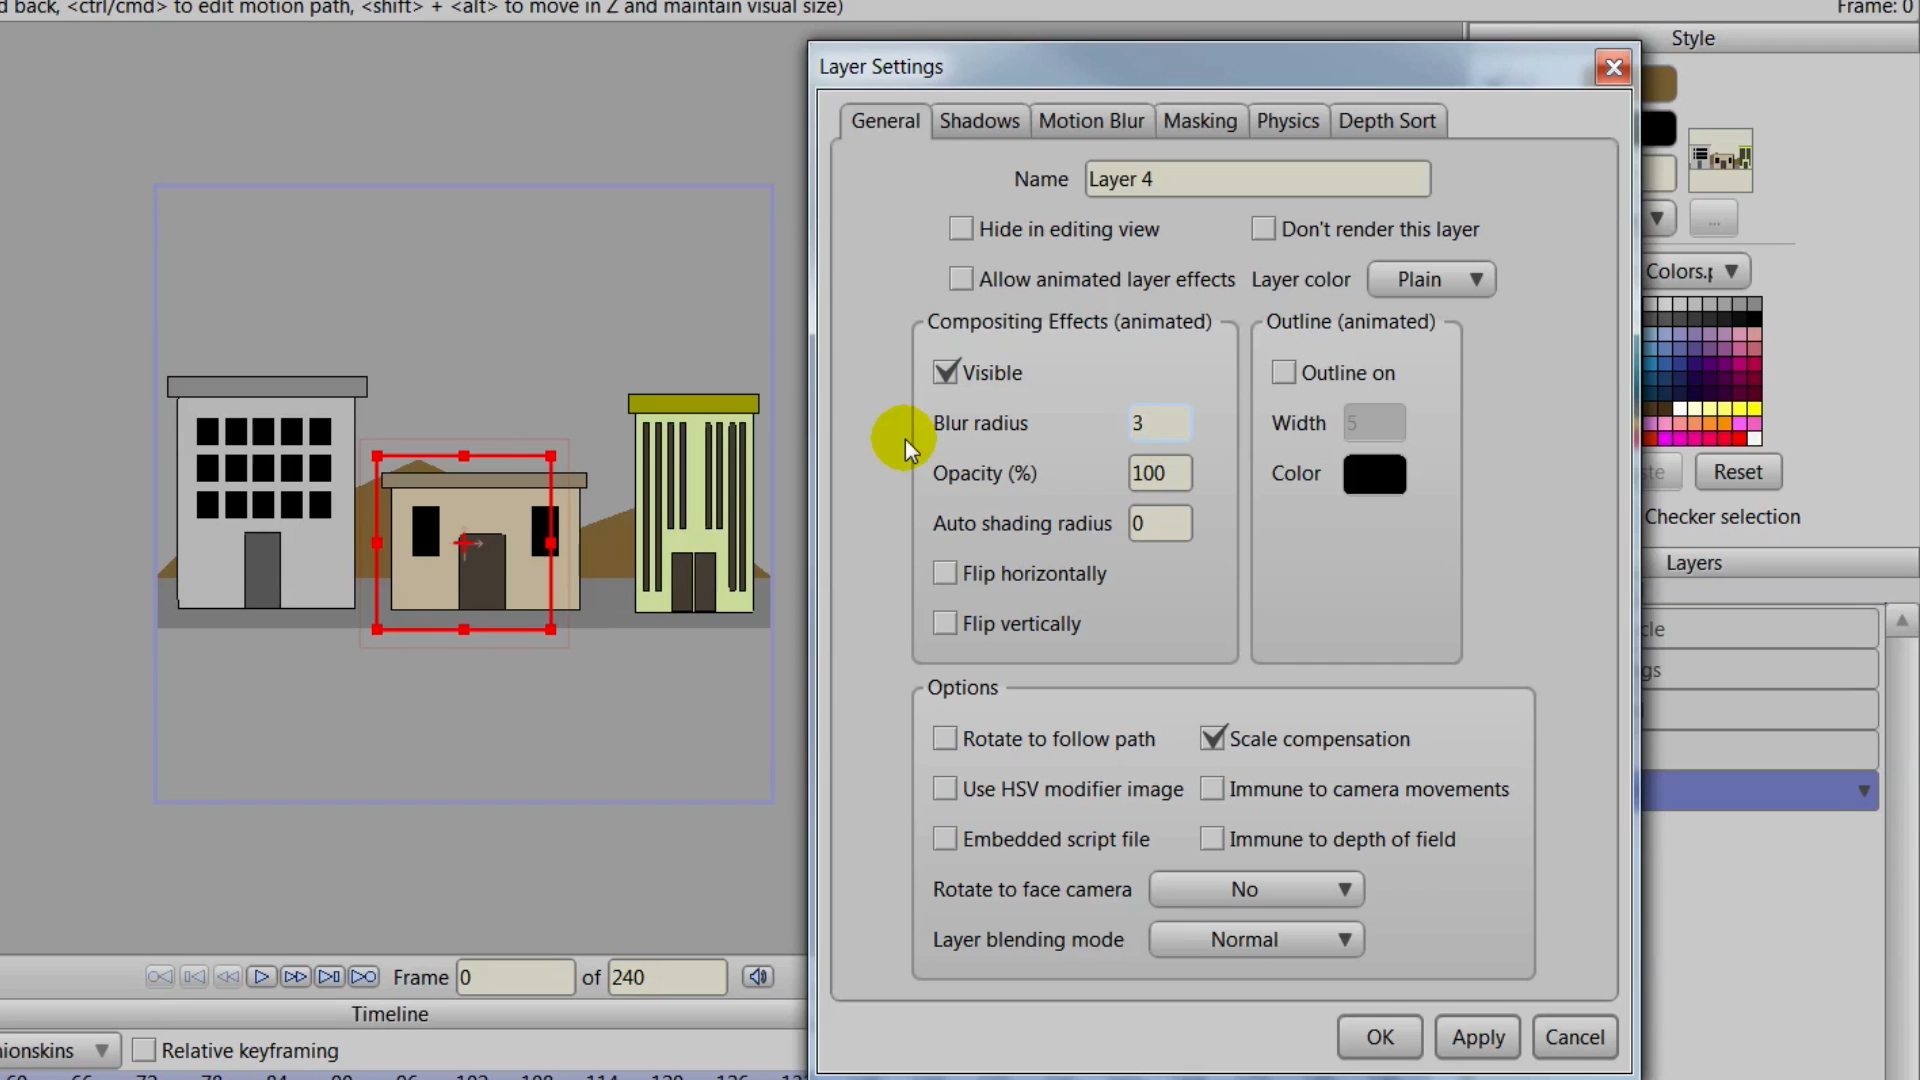 d back, <ctrl/cmd> to edit motion path, <shift> + <alt> to move in Z and maintain visual size)
Frame: 0
Style
Layer Settings
General
Shadows
Motion Blur
Masking
Physics
Depth Sort
Name
Layer 4
Hide in editing view
Don't render this layer
...
Allow animated layer effects
Layer color
Plain
Colors.p
Compositing Effects (animated)
Outline (animated)
Visible
Outline on
Blur radius
3
Width
5
Opacity (%)
100
Color
Reset
Auto shading radius
0
Checker selection
Layers
Flip horizontally
Flip vertically
cle
gs
Options
Rotate to follow path
Scale compensation
Use HSV modifier image
Immune to camera movements
Embedded script file
Immune to depth of field
Rotate to face camera
No
Layer blending mode
Normal
Frame
0
of
240
Timeline
OK
Apply
Cancel
ionskins
Relative keyframing